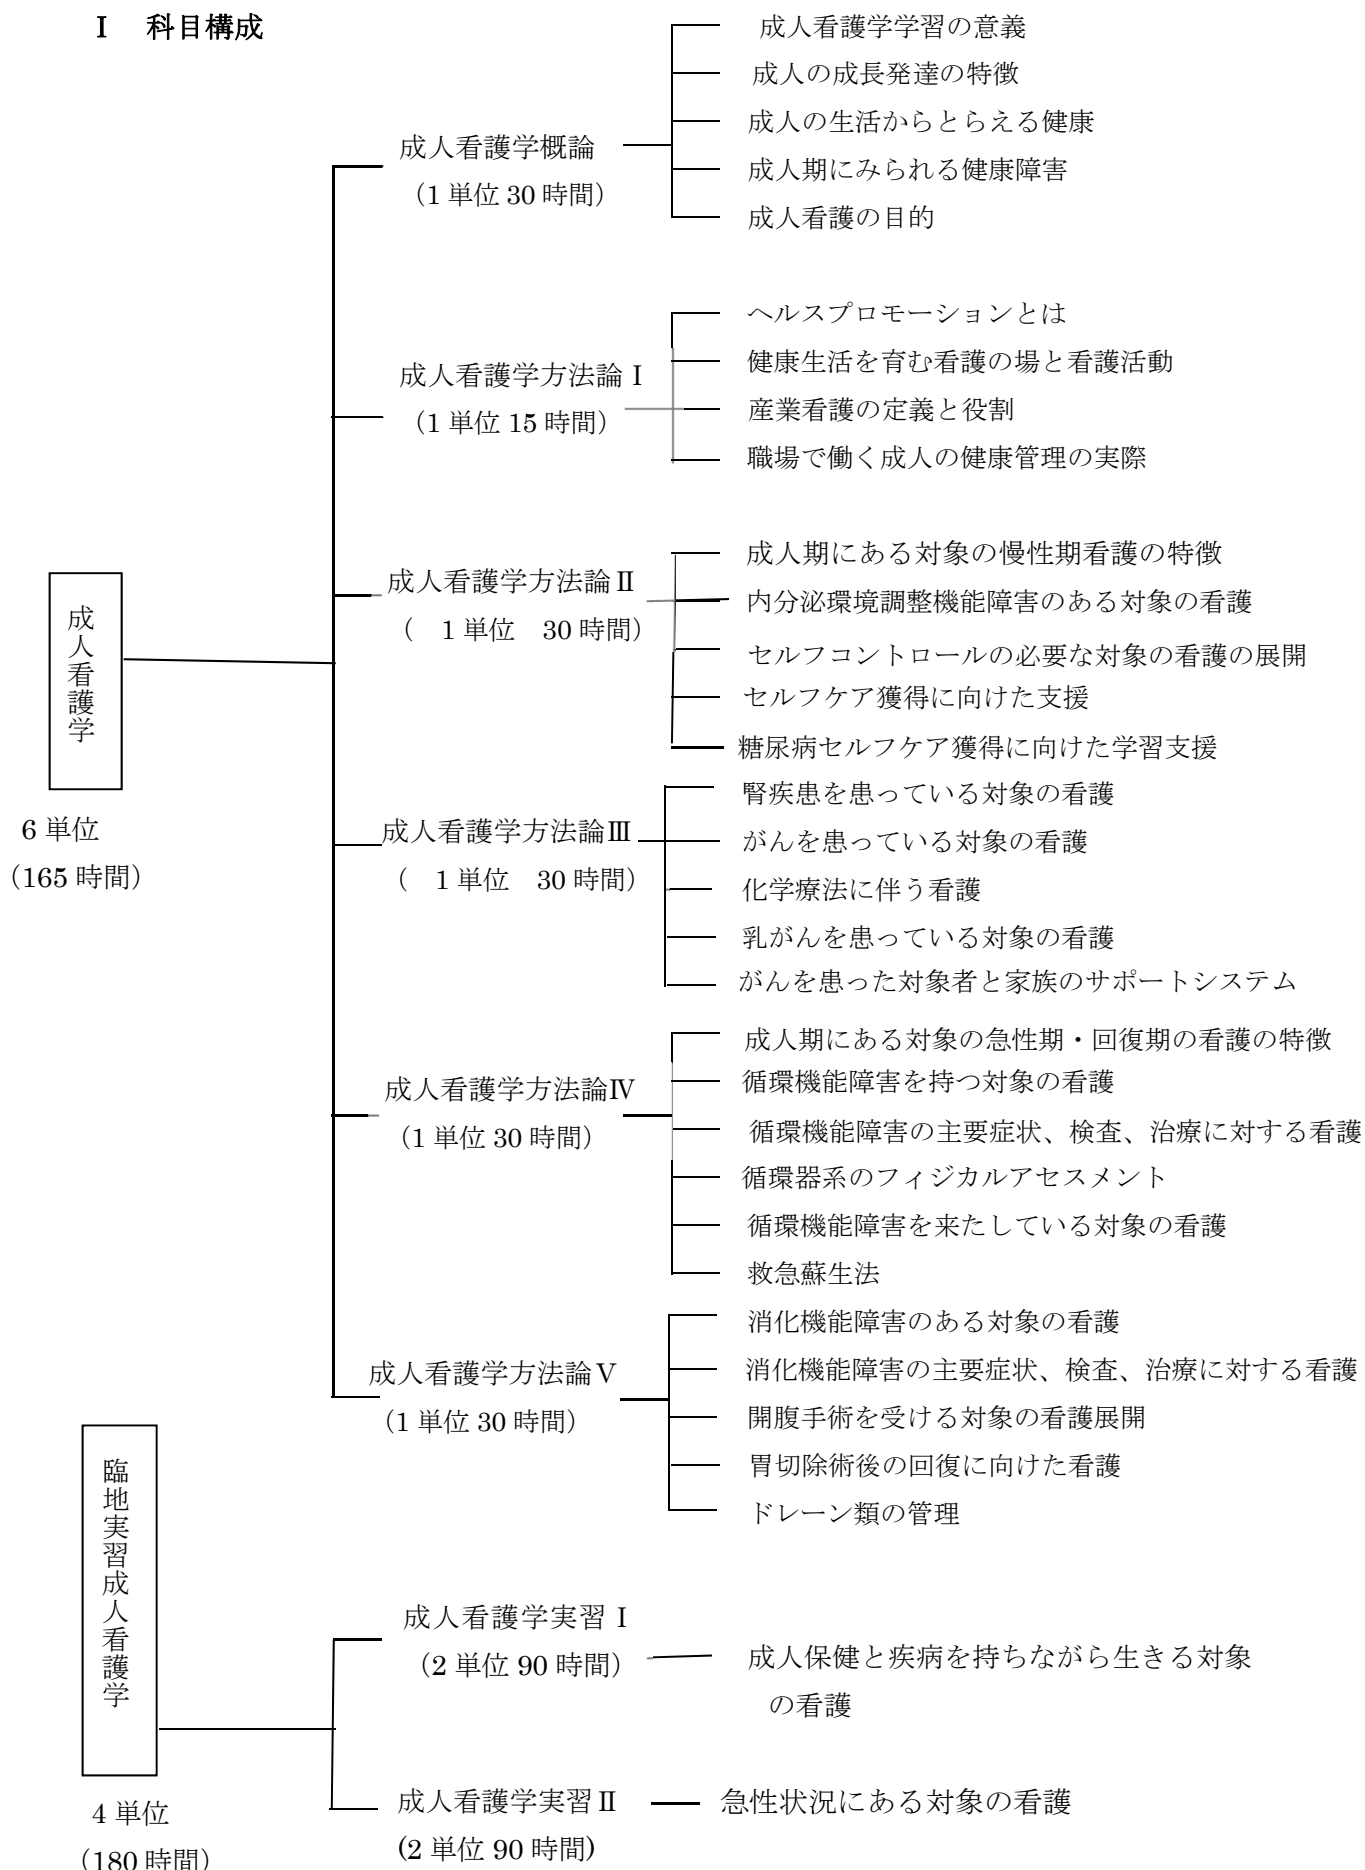 Ⅰ 科目構成
成人看護学
6 単位
（165 時間）
成人看護学概論
（1 単位 30 時間）
成人看護学学習の意義
成人の成長発達の特徴
成人の生活からとらえる健康
成人期にみられる健康障害
成人看護の目的
成人看護学方法論Ⅰ
（1 単位 15 時間）
ヘルスプロモーションとは
健康生活を育む看護の場と看護活動
産業看護の定義と役割
職場で働く成人の健康管理の実際
成人看護学方法論Ⅱ
（ 1 単位 30 時間）
成人期にある対象の慢性期看護の特徴
内分泌環境調整機能障害のある対象の看護
セルフコントロールの必要な対象の看護の展開
セルフケア獲得に向けた支援
糖尿病セルフケア獲得に向けた学習支援
成人看護学方法論Ⅲ
（ 1 単位 30 時間）
腎疾患を患っている対象の看護
がんを患っている対象の看護
化学療法に伴う看護
乳がんを患っている対象の看護
がんを患った対象者と家族のサポートシステム
成人看護学方法論Ⅳ
（1 単位 30 時間）
成人期にある対象の急性期・回復期の看護の特徴
循環機能障害を持つ対象の看護
循環機能障害の主要症状、検査、治療に対する看護
循環器系のフィジカルアセスメント
循環機能障害を来たしている対象の看護
救急蘇生法
成人看護学方法論Ⅴ
（1 単位 30 時間）
消化機能障害のある対象の看護
消化機能障害の主要症状、検査、治療に対する看護
開腹手術を受ける対象の看護展開
胃切除術後の回復に向けた看護
ドレーン類の管理
臨地実習成人看護学
4 単位
（180 時間）
成人看護学実習Ⅰ
（2 単位 90 時間）
成人保健と疾病を持ちながら生きる対象
の看護
成人看護学実習Ⅱ
(2 単位 90 時間)
急性状況にある対象の看護